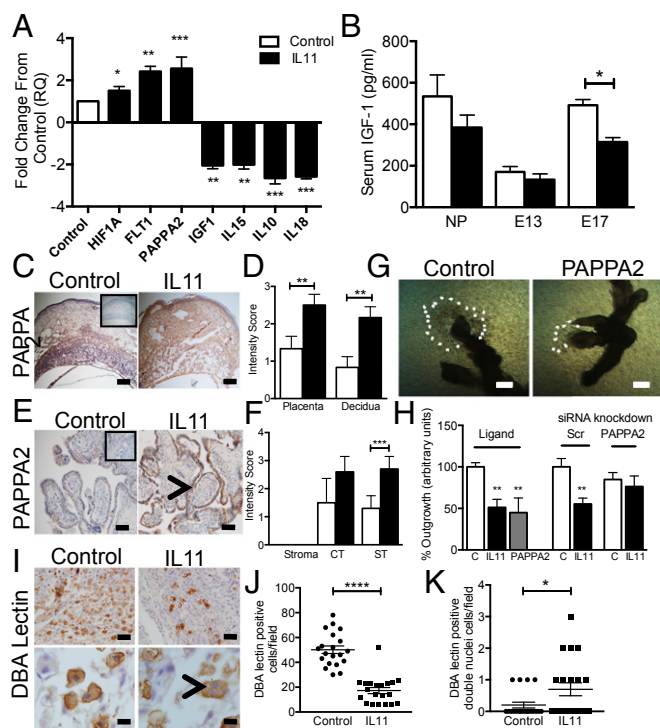 A
Fold Change From
Control (RQ)
4
2
0
-2
-4
Control
IL11
*
**
***
**
**
***
***
Control
HIF1A
FLT1
PAPPA2
IGF1
IL15
IL10
IL18
B
Serum IGF-1 (pg/ml)
800
600
400
200
0
*
NP
E13
E17
C
Control
IL11
PAPPA2
D
Intensity Score
3
2
1
0
**
**
Placenta
Decidua
E
Control
IL11
PAPPA2
F
Intensity Score
4
2
0
***
Stroma
CT
ST
G
Control
PAPPA2
H
% Outgrowth (arbitrary units)
150
100
50
0
Ligand
siRNA knockdown
Scr
PAPPA2
**
**
**
C
IL11
PAPPA2
C
IL11
C
IL11
I
Control
IL11
DBA Lectin
J
DBA lectin positive
cells/field
100
80
60
40
20
0
****
Control
IL11
K
DBA lectin positive
double nuclei cells/field
4
3
2
1
0
*
Control
IL11